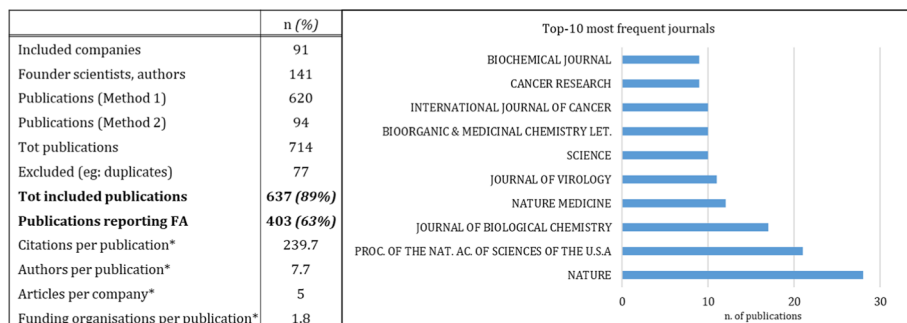 n (%)
Included companies 91
Founder scientists, authors 141
Publications (Method 1) 620
Publications (Method 2) 94
Tot publications 714
Excluded (eg: duplicates) 77
Tot included publications 637 (89%)
Publications reporting FA 403 (63%)
Citations per publication* 239.7
Authors per publication* 7.7
Articles per company* 5
Funding organisations per publication* 1.8
Top-10 most frequent journals
BIOCHEMICAL JOURNAL
CANCER RESEARCH
INTERNATIONAL JOURNAL OF CANCER
BIOORGANIC & MEDICINAL CHEMISTRY LET.
SCIENCE
JOURNAL OF VIROLOGY
NATURE MEDICINE
JOURNAL OF BIOLOGICAL CHEMISTRY
PROC. OF THE NAT. AC. OF SCIENCES OF THE U.S.A
NATURE
0 10 20 30
n. of publications